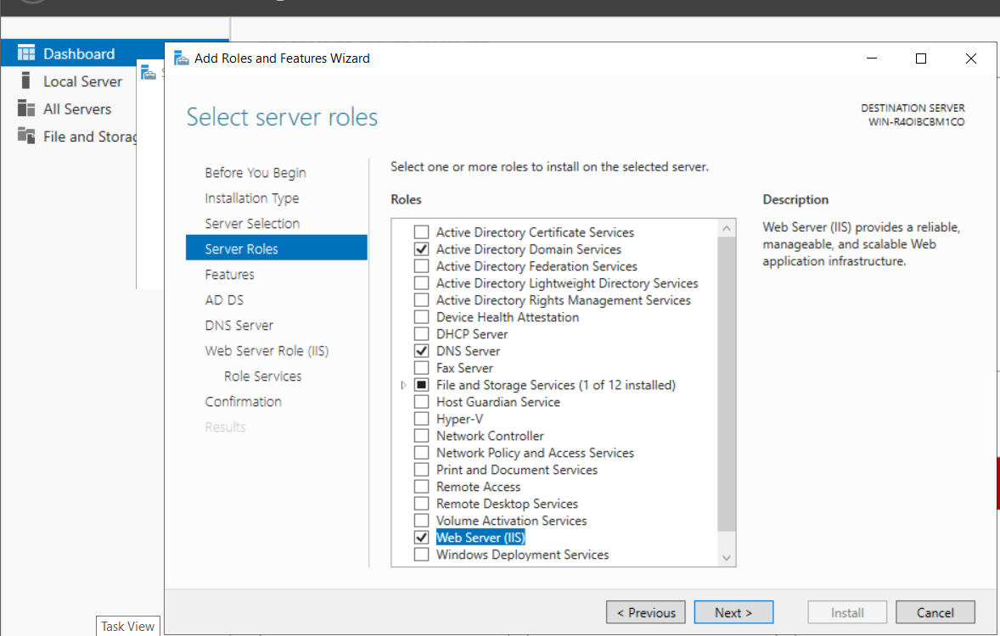 Dashboard
Local Server
All Servers
File and Storag
Add Roles and Features Wizard
Select server roles
DESTINATION SERVER
WIN-R4OIBCBM1CO
Before You Begin
Installation Type
Server Selection
Server Roles
Features
AD DS
DNS Server
Web Server Role (IIS)
Role Services
Confirmation
Results
Select one or more roles to install on the selected server.
Roles
Active Directory Certificate Services
Active Directory Domain Services
Active Directory Federation Services
Active Directory Lightweight Directory Services
Active Directory Rights Management Services
Device Health Attestation
DHCP Server
DNS Server
Fax Server
File and Storage Services (1 of 12 installed)
Host Guardian Service
Hyper-V
Network Controller
Network Policy and Access Services
Print and Document Services
Remote Access
Remote Desktop Services
Volume Activation Services
Web Server (IIS)
Windows Deployment Services
Description
Web Server (IIS) provides a reliable,
manageable, and scalable Web
application infrastructure.
< Previous
Next >
Install
Cancel
Task View